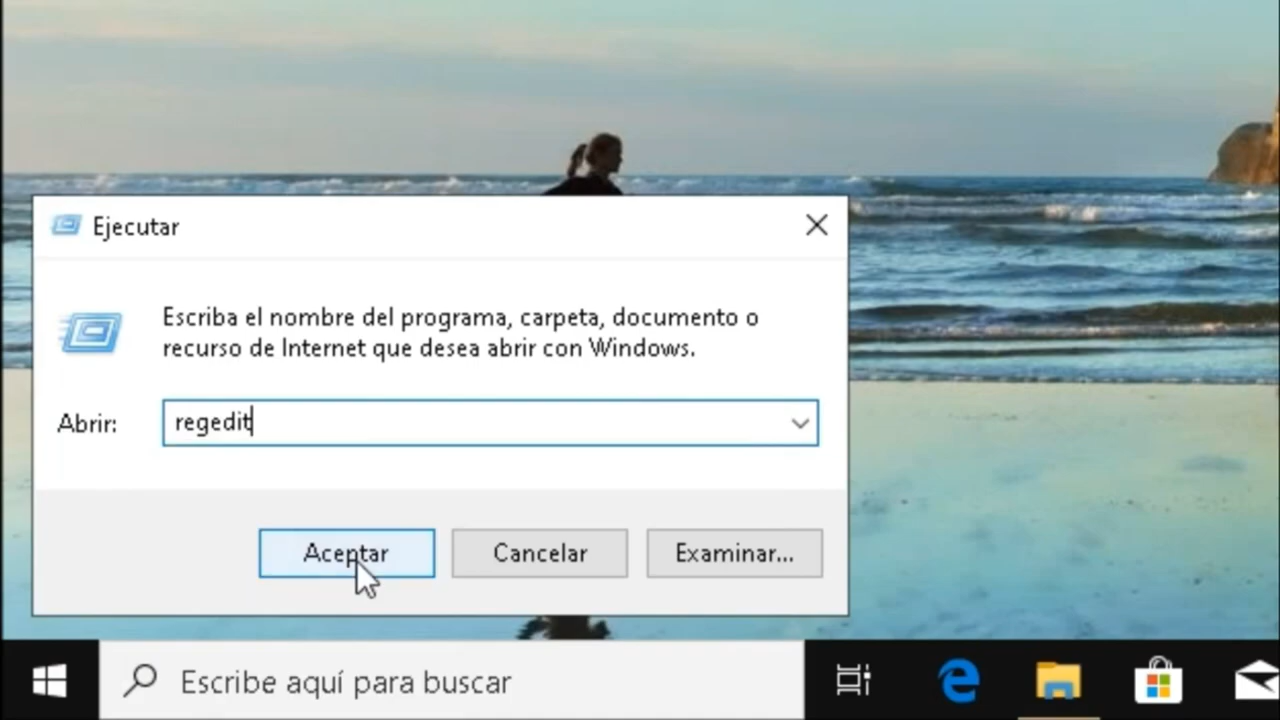 Ejecutar
Escriba el nombre del programa, carpeta, documento o
recurso de Internet que desea abrir con Windows.
Abrir:
regedit
Aceptar
Cancelar
Examinar...
Escribe aquí para buscar